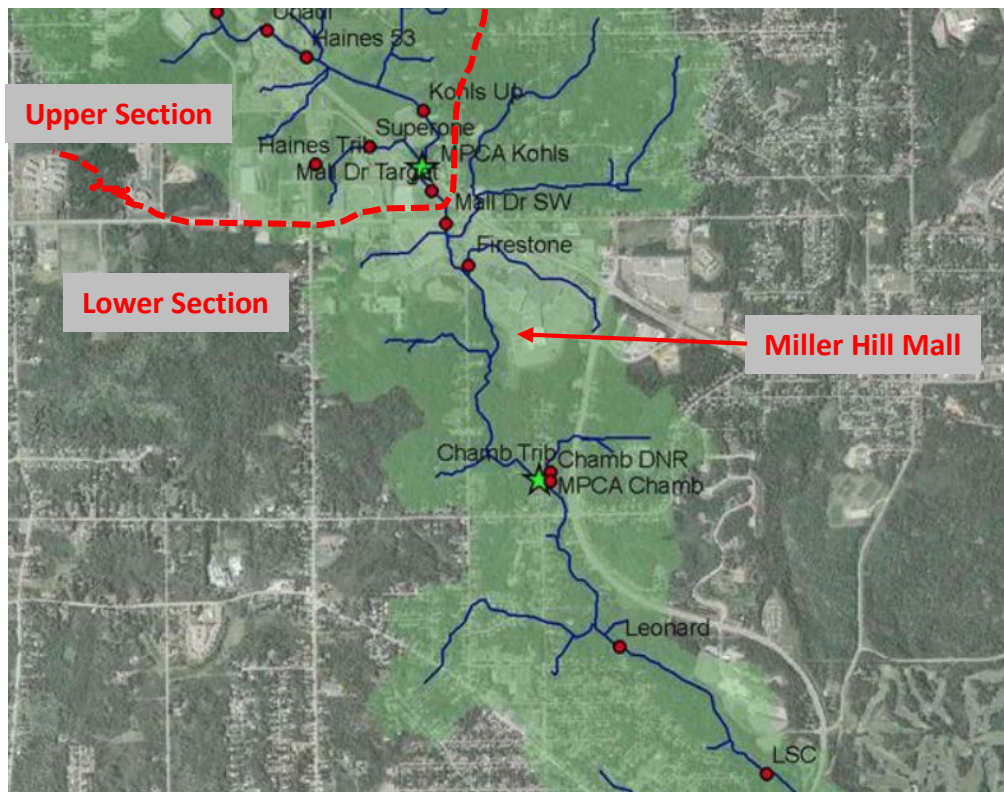 Uhaul
Haines 53
Kohls Up
Upper Section
Superone
Haines Trib
MPCA Kohls
Mall Dr Target
Mall Dr SW
Firestone
Lower Section
Miller Hill Mall
Chamb Trib
Chamb DNR
MPCA Chamb
Leonard
LSC